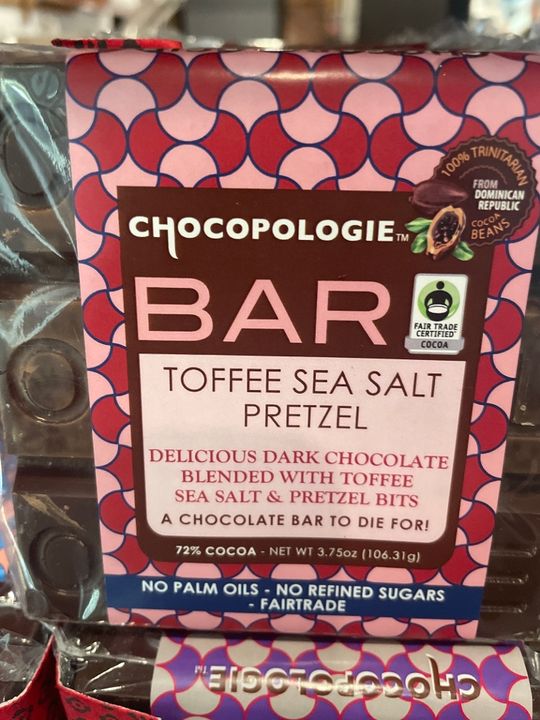 100% TRINITARIAN
FROM
DOMINICAN
REPUBLIC
COCOA
BEANS
CHOCOPOLOGIE™
BAR
FAIR TRADE
CERTIFIED
COCOA
TOFFEE SEA SALT
PRETZEL
DELICIOUS DARK CHOCOLATE
BLENDED WITH TOFFEE
SEA SALT & PRETZEL BITS
A CHOCOLATE BAR TO DIE FOR!
72% COCOA - NET WT 3.75oz (106.31g)
NO PALM OILS - NO REFINED SUGARS
- FAIRTRADE
CHOCOPOLOGIE™